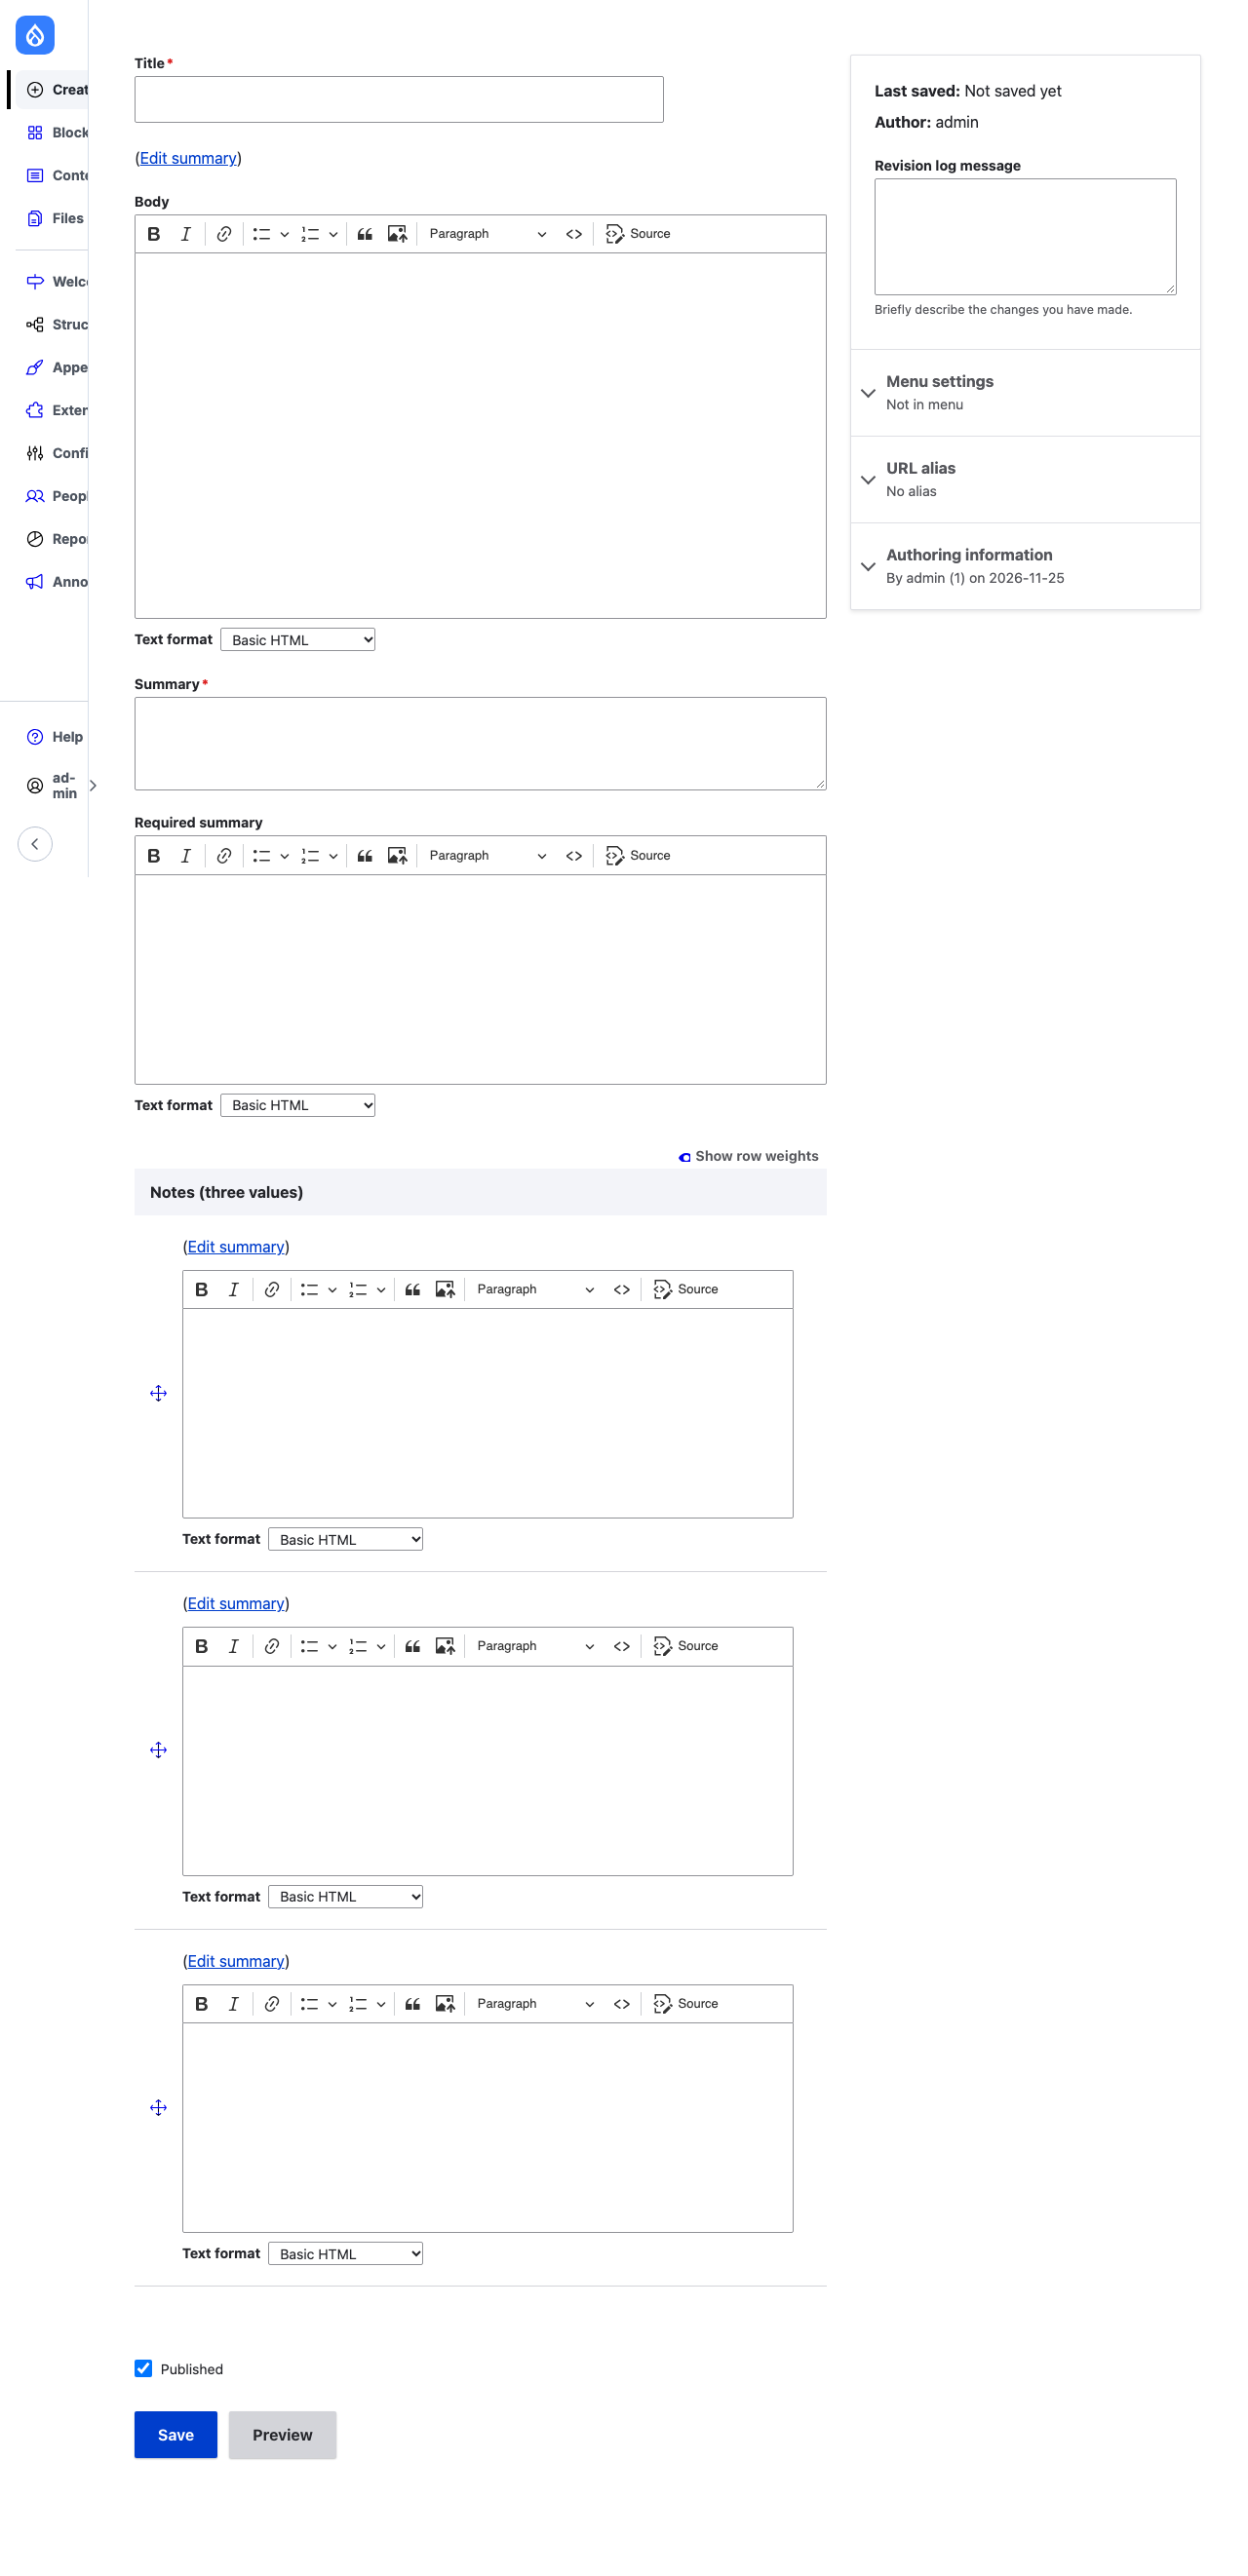 Creat
Block
Conte
Files
Welc
Struc
Appe
Exter
Confi
Peopl
Repor
Anno
Help
ad-
min
Title*
(Edit summary)
Body
Paragraph
Source
Text format Basic HTML
Summary*
Required summary
Paragraph
Source
Text format Basic HTML
Show row weights
Notes (three values)
(Edit summary)
Paragraph
Source
Text format Basic HTML
(Edit summary)
Paragraph
Source
Text format Basic HTML
(Edit summary)
Paragraph
Source
Text format Basic HTML
Published
Save
Preview
Last saved: Not saved yet
Author: admin
Revision log message
Briefly describe the changes you have made.
Menu settings
Not in menu
URL alias
No alias
Authoring information
By admin (1) on 2026-11-25